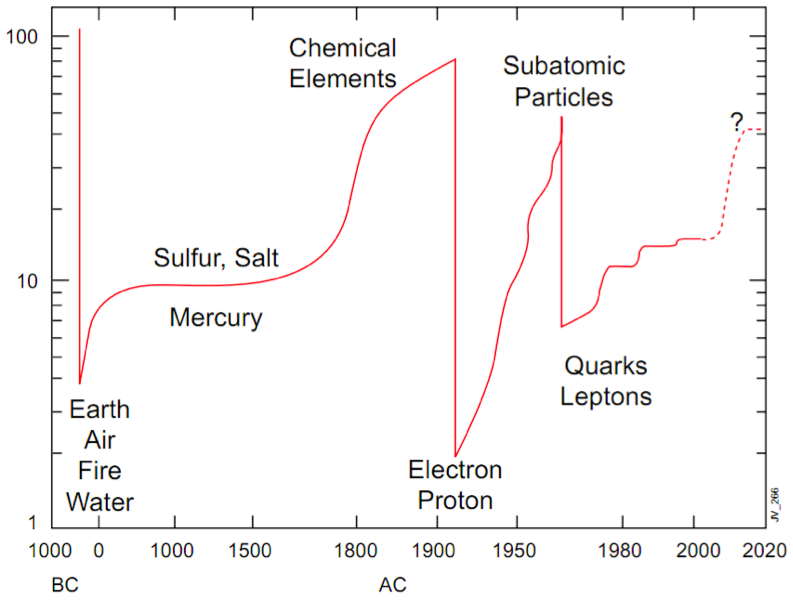 100
10
1
Chemical
Elements
Subatomic
Particles
?
Sulfur, Salt
Mercury
Quarks
Leptons
Earth
Air
Fire
Water
Electron
Proton
JV_266
1000 0 1000 1500 1800 1900 1950 1980 2000 2020
BC AC